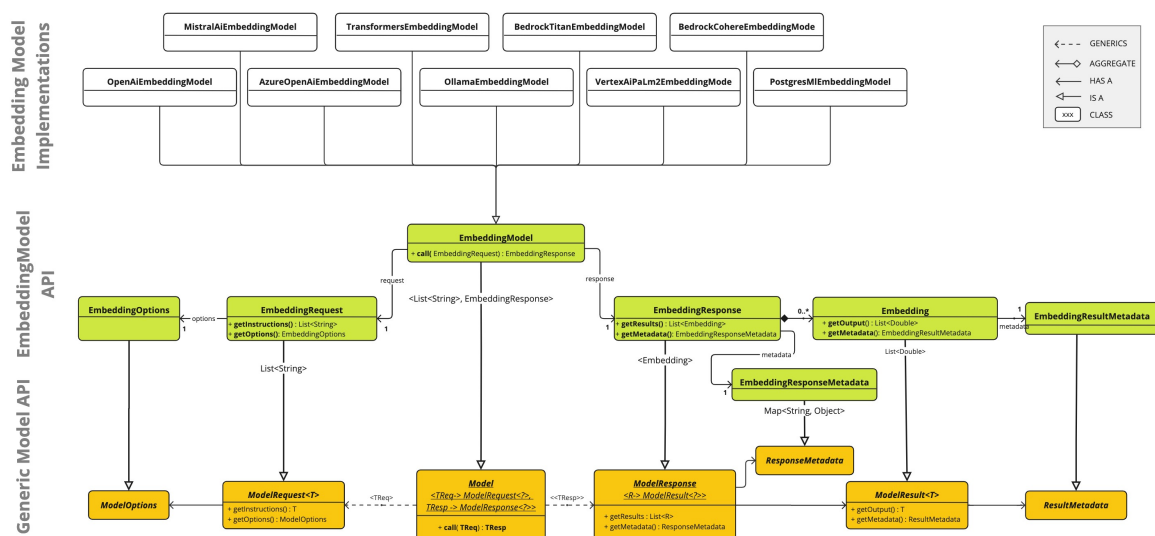 Embedding Model
Implementations
MistralAiEmbeddingModel
TransformersEmbeddingModel
BedrockTitanEmbeddingModel
BedrockCohereEmbeddingMode
OpenAiEmbeddingModel
AzureOpenAiEmbeddingModel
OllamaEmbeddingModel
VertexAiPaLm2EmbeddingMode
PostgresMlEmbeddingModel
GENERICS
AGGREGATE
HAS A
IS A
xxx
CLASS
EmbeddingModel
API
EmbeddingModel
+ call( EmbeddingRequest) : EmbeddingResponse
request
response
<List<String>, EmbeddingResponse>
EmbeddingOptions
1
options
EmbeddingRequest
+ getInstructions() : List<String>
+ getOptions(): EmbeddingOptions
1
List<String>
1
EmbeddingResponse
+ getResults() : List<Embedding>
+ getMetadata(): EmbeddingResponseMetadata
0..*
<Embedding>
metadata
1
EmbeddingResponseMetadata
Map<String, Object>
Embedding
+ getOutput() : List<Double>
+ getMetadata(): EmbeddingResultMetadata
List<Double>
1
metadata
EmbeddingResultMetadata
Generic Model API
ModelOptions
ModelRequest<T>
+ getInstructions() : T
+ getOptions() : ModelOptions
<TReq>
Model
<TReq-> ModelRequest<?>,
TResp -> ModelResponse<?>>
+ call( TReq) : TResp
<<TResp>>
ModelResponse
<R-> ModelResult<?>>
+ getResults : List<R>
+ getMetadata() : ResponseMetadata
ResponseMetadata
ModelResult<T>
+ getOutput() : T
+ getMetadata() : ResultMetadata
ResultMetadata